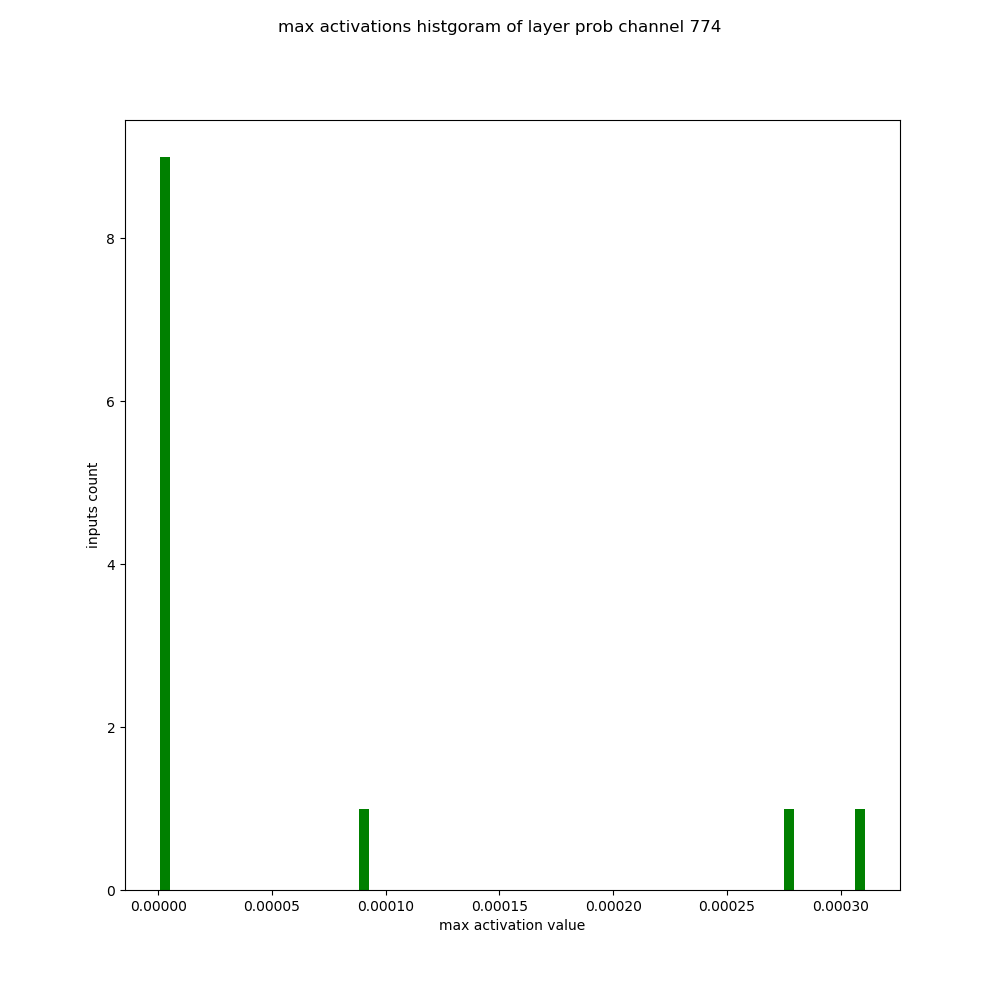 max activations histgoram of layer prob channel 774
8
6
4
2
0
inputs count
0.00000 0.00005 0.00010 0.00015 0.00020 0.00025 0.00030
max activation value